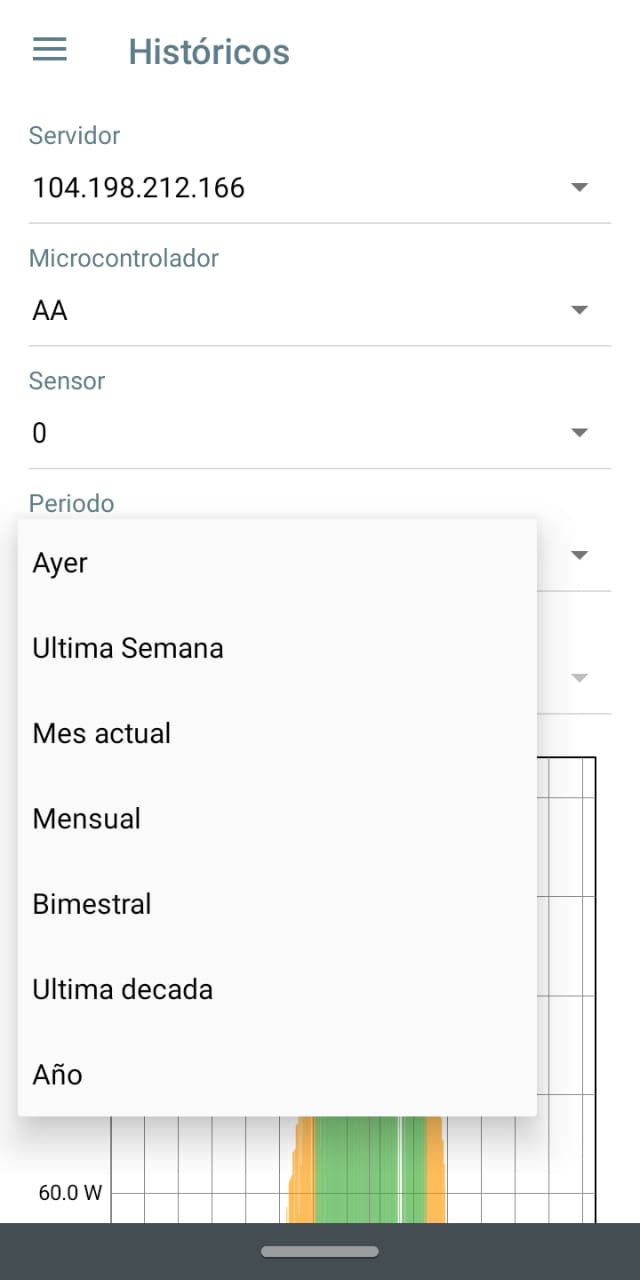 Históricos
Servidor
104.198.212.166
Microcontrolador
AA
Sensor
0
Periodo
Ayer
Ultima Semana
Mes actual
Mensual
Bimestral
Ultima decada
Año
60.0 W